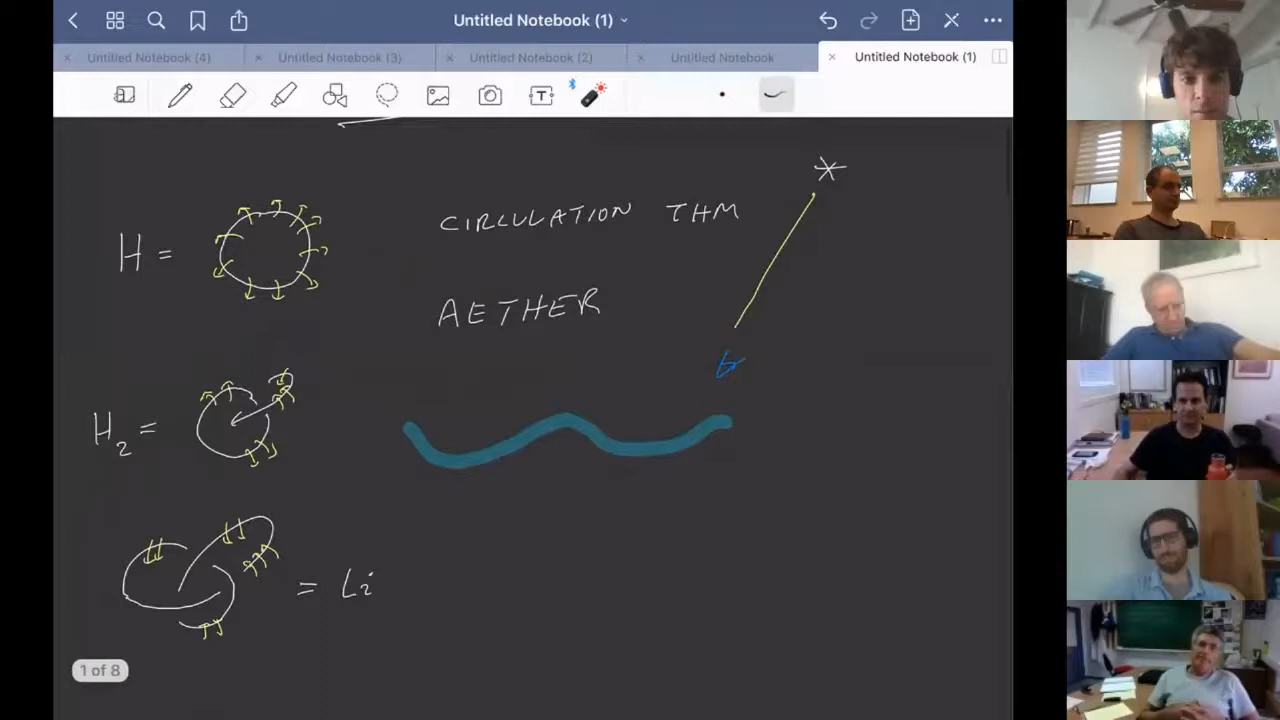 Untitled Notebook (1)
Untitled Notebook (4)
Untitled Notebook (3)
Untitled Notebook (2)
Untitled Notebook
Untitled Notebook (1)
T
CIRCULATION THM
H =
AETHER
H2 =
= Li
1 of 8